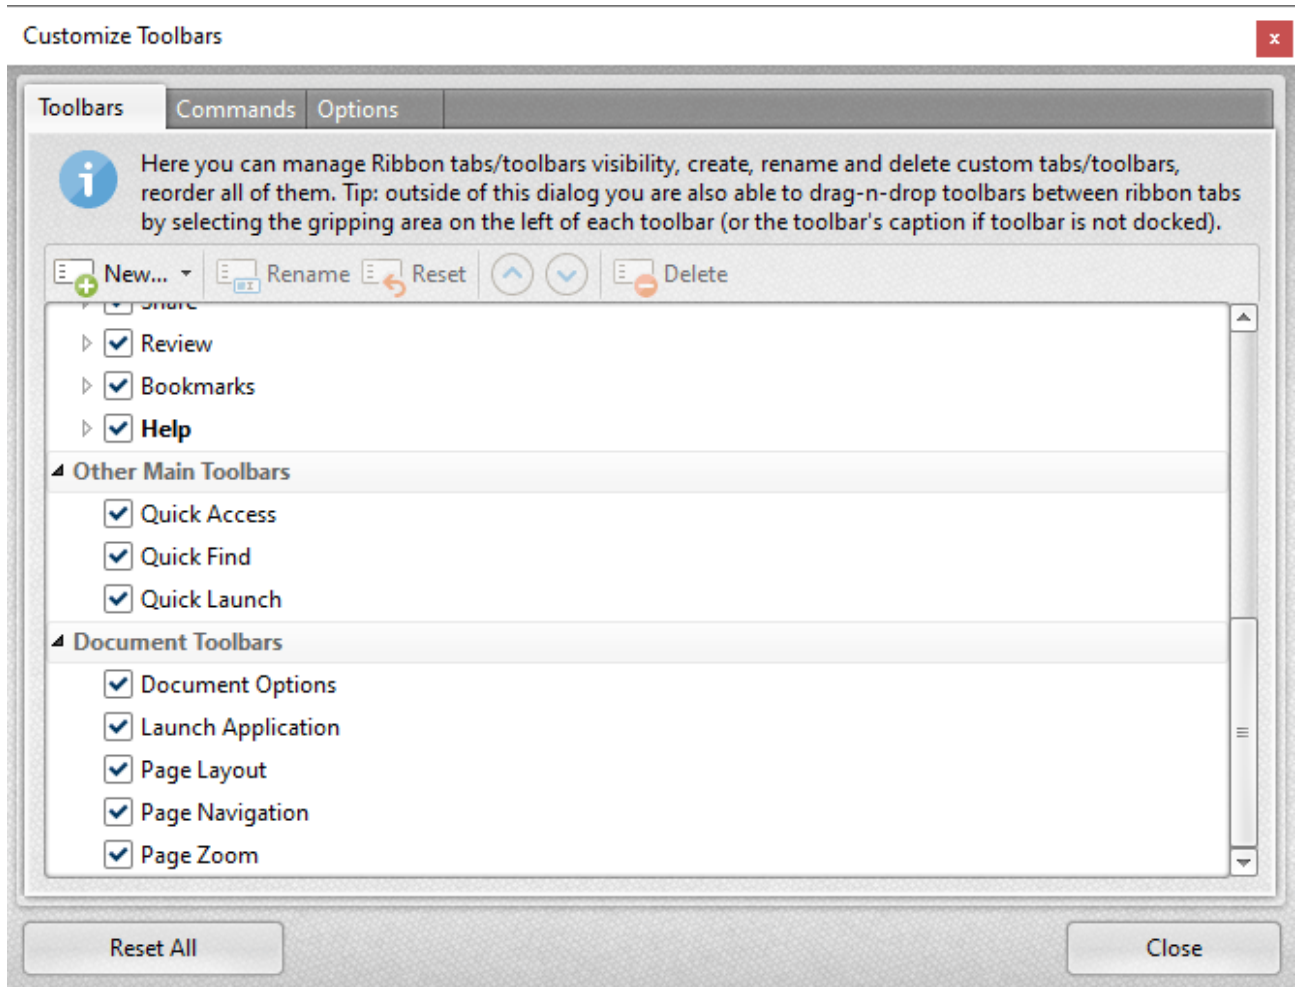 Customize Toolbars
x
Toolbars Commands Options
Here you can manage Ribbon tabs/toolbars visibility, create, rename and delete custom tabs/toolbars,
reorder all of them. Tip: outside of this dialog you are also able to drag-n-drop toolbars between ribbon tabs
by selecting the gripping area on the left of each toolbar (or the toolbar's caption if toolbar is not docked).
New... Rename Reset Delete
Share
Review
Bookmarks
Help
Other Main Toolbars
Quick Access
Quick Find
Quick Launch
Document Toolbars
Document Options
Launch Application
Page Layout
Page Navigation
Page Zoom
Reset All Close